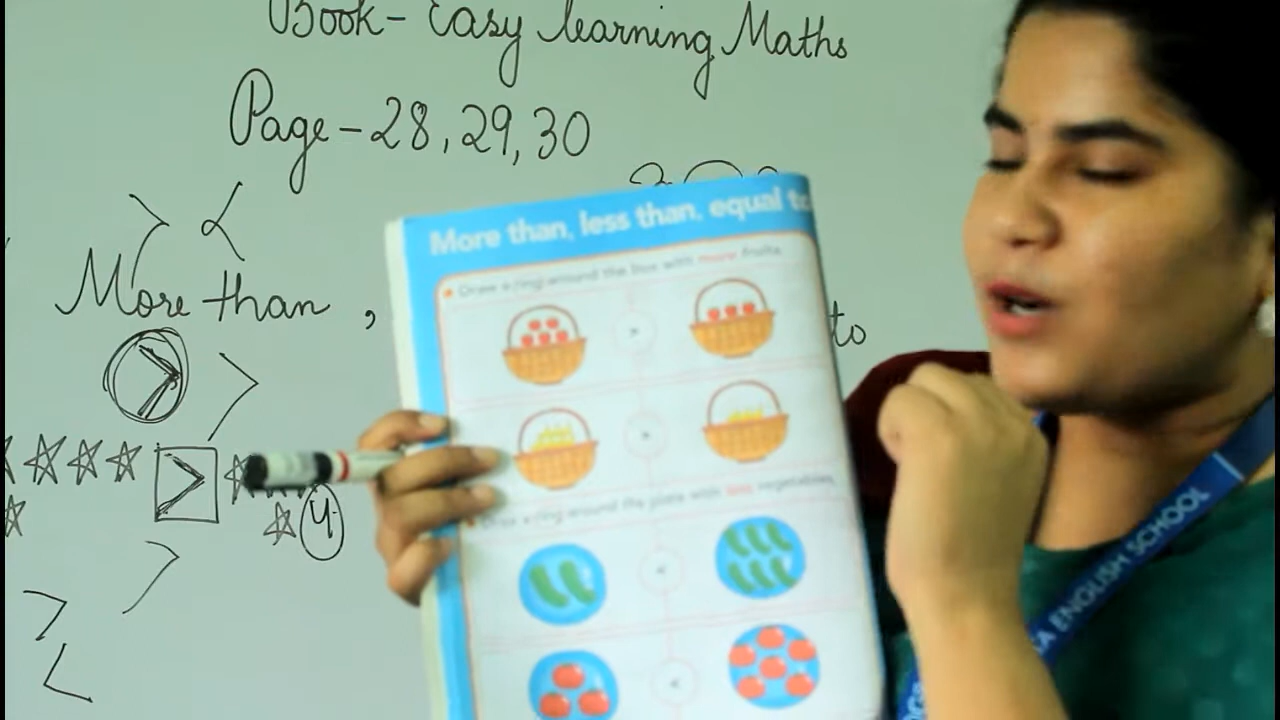 Book - Easy learning Maths
Page - 28, 29, 30
> <
More than,
to
>
>
4
>
>
<
More than, less than, equal to
Draw a ring around the box with more fruits.
>
>
Draw a ring around the plate with less vegetables.
<
<
ENGLISH SCHOOL